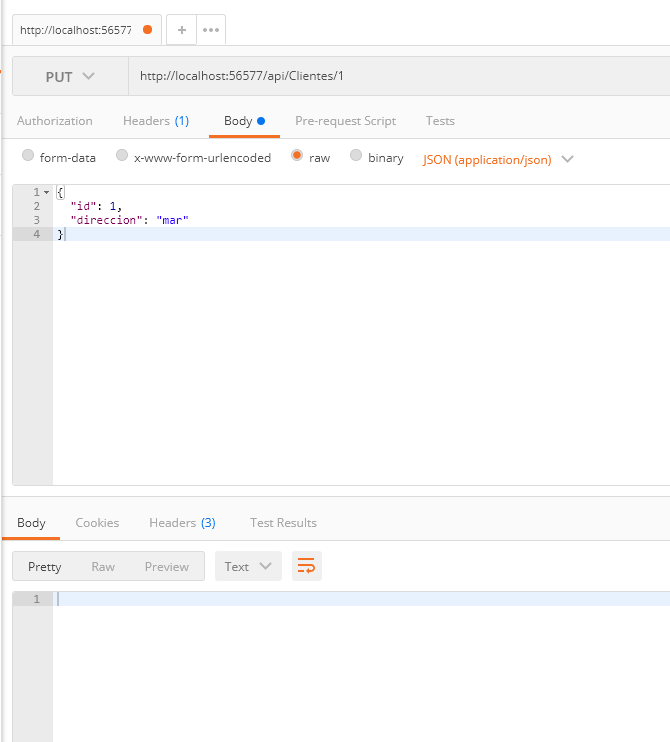 http://localhost:56577
+
•••
PUT
http://localhost:56577/api/Clientes/1
Authorization
Headers (1)
Body
Pre-request Script
Tests
form-data
x-www-form-urlencoded
raw
binary
JSON (application/json)
1 {
2 "id": 1,
3 "direccion": "mar"
4 }
Body
Cookies
Headers (3)
Test Results
Pretty
Raw
Preview
Text
1